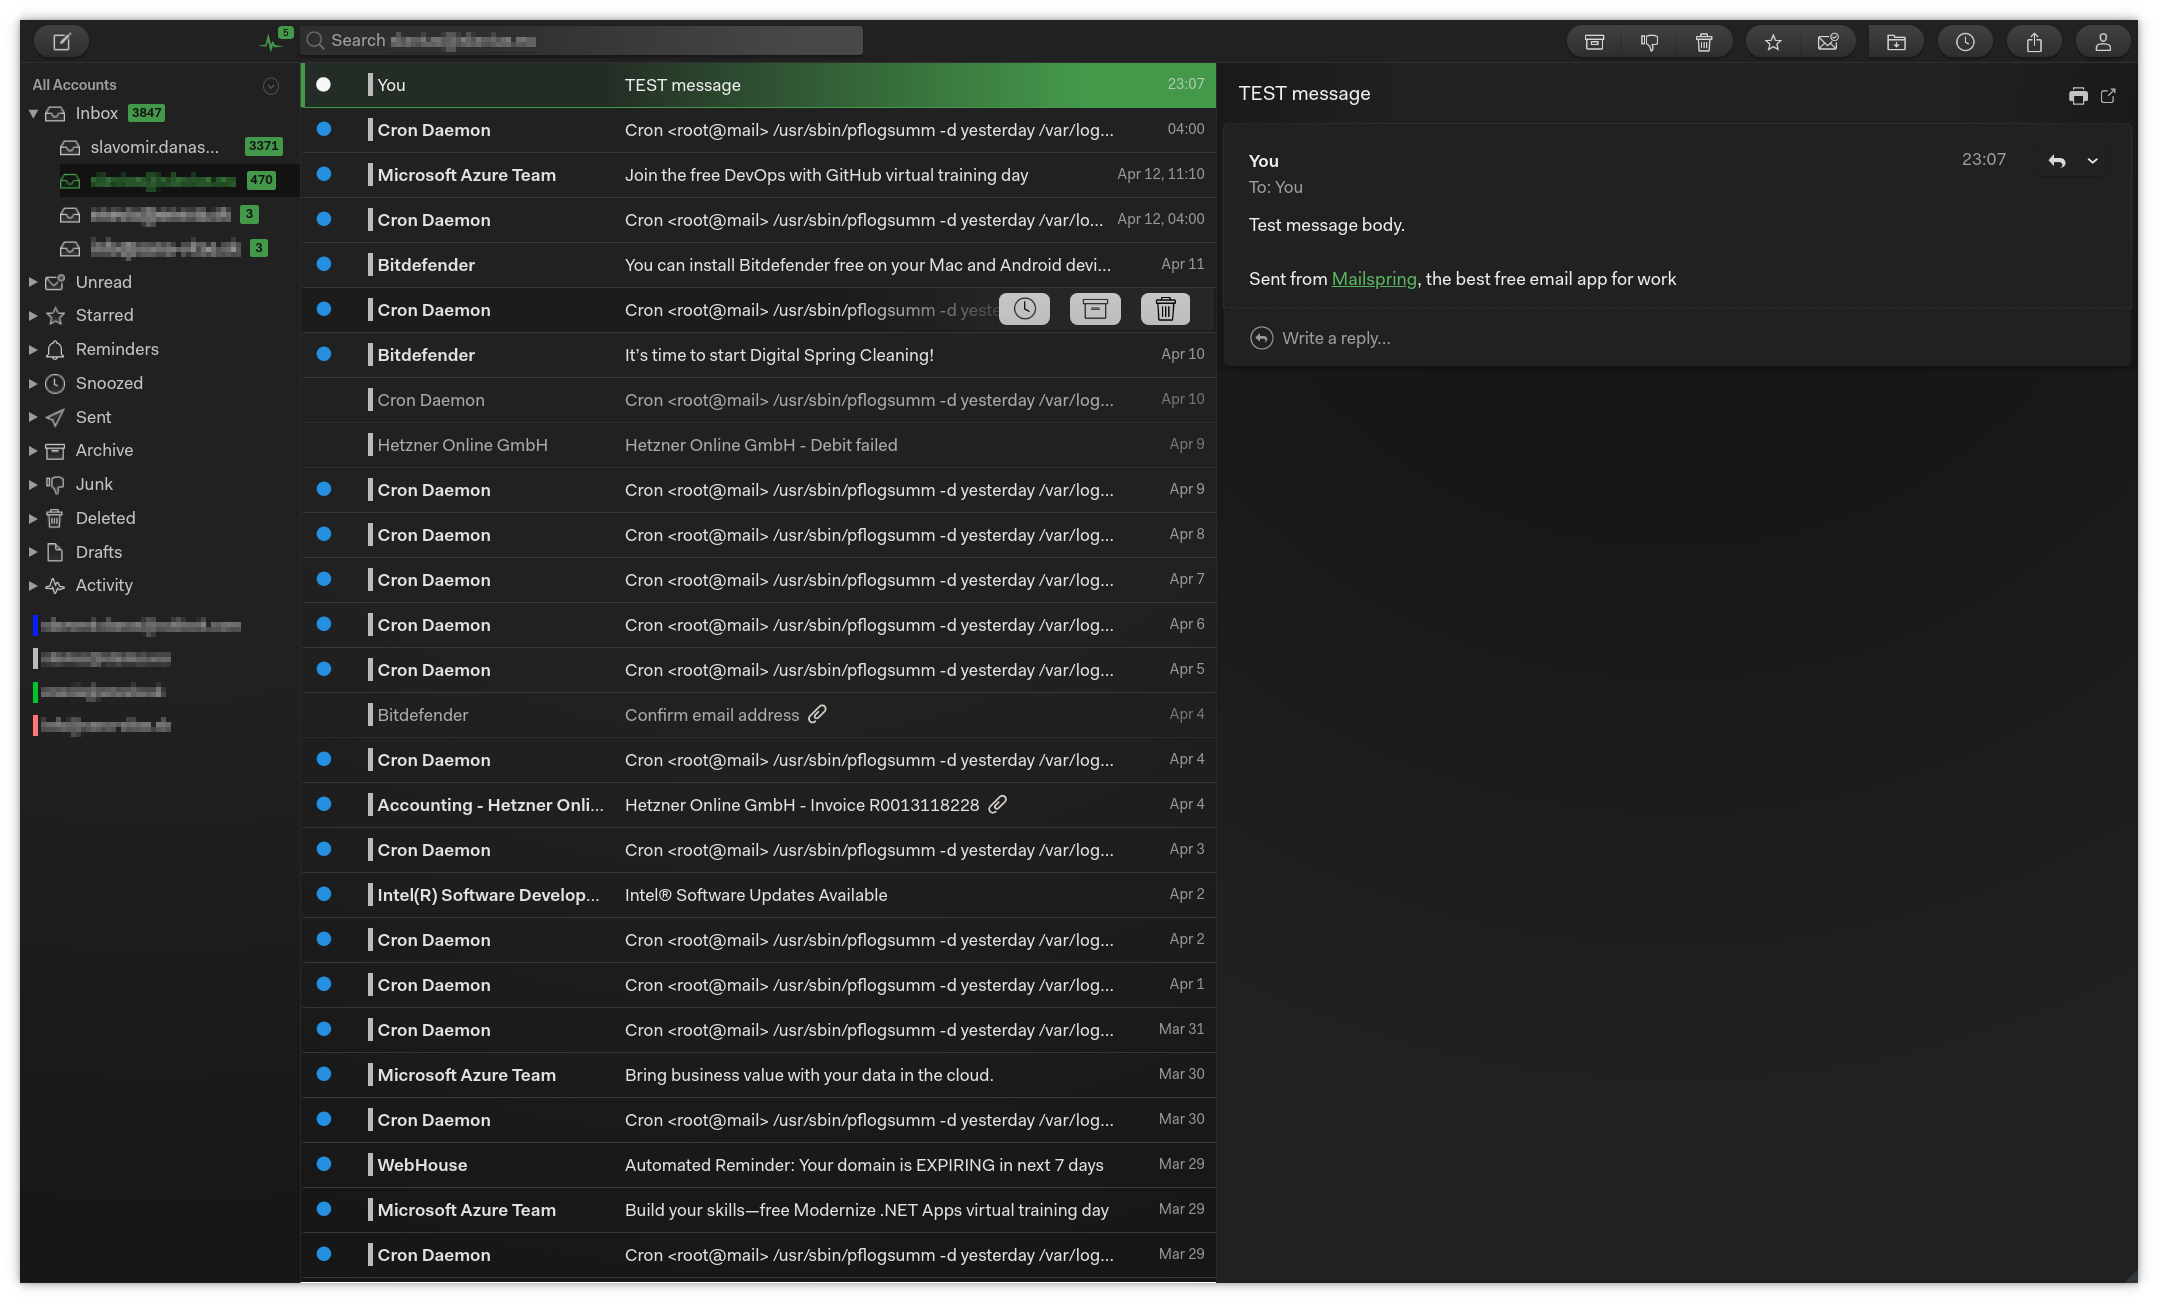 5
Search
All Accounts
Inbox 3847
slavomir.danas... 3371
470
3
3
Unread
Starred
Reminders
Snoozed
Sent
Archive
Junk
Deleted
Drafts
Activity
You TEST message 23:07
Cron Daemon Cron <root@mail> /usr/sbin/pflogsumm -d yesterday /var/log... 04:00
Microsoft Azure Team Join the free DevOps with GitHub virtual training day Apr 12, 11:10
Cron Daemon Cron <root@mail> /usr/sbin/pflogsumm -d yesterday /var/lo... Apr 12, 04:00
Bitdefender You can install Bitdefender free on your Mac and Android devi... Apr 11
Cron Daemon Cron <root@mail> /usr/sbin/pflogsumm -d yeste
Bitdefender It's time to start Digital Spring Cleaning! Apr 10
Cron Daemon Cron <root@mail> /usr/sbin/pflogsumm -d yesterday /var/log... Apr 10
Hetzner Online GmbH Hetzner Online GmbH - Debit failed Apr 9
Cron Daemon Cron <root@mail> /usr/sbin/pflogsumm -d yesterday /var/log... Apr 9
Cron Daemon Cron <root@mail> /usr/sbin/pflogsumm -d yesterday /var/log... Apr 8
Cron Daemon Cron <root@mail> /usr/sbin/pflogsumm -d yesterday /var/log... Apr 7
Cron Daemon Cron <root@mail> /usr/sbin/pflogsumm -d yesterday /var/log... Apr 6
Cron Daemon Cron <root@mail> /usr/sbin/pflogsumm -d yesterday /var/log... Apr 5
Bitdefender Confirm email address Apr 4
Cron Daemon Cron <root@mail> /usr/sbin/pflogsumm -d yesterday /var/log... Apr 4
Accounting - Hetzner Onli... Hetzner Online GmbH - Invoice R0013118228 Apr 4
Cron Daemon Cron <root@mail> /usr/sbin/pflogsumm -d yesterday /var/log... Apr 3
Intel(R) Software Develop... Intel® Software Updates Available Apr 2
Cron Daemon Cron <root@mail> /usr/sbin/pflogsumm -d yesterday /var/log... Apr 2
Cron Daemon Cron <root@mail> /usr/sbin/pflogsumm -d yesterday /var/log... Apr 1
Cron Daemon Cron <root@mail> /usr/sbin/pflogsumm -d yesterday /var/log... Mar 31
Microsoft Azure Team Bring business value with your data in the cloud. Mar 30
Cron Daemon Cron <root@mail> /usr/sbin/pflogsumm -d yesterday /var/log... Mar 30
WebHouse Automated Reminder: Your domain is EXPIRING in next 7 days Mar 29
Microsoft Azure Team Build your skills—free Modernize .NET Apps virtual training day Mar 29
Cron Daemon Cron <root@mail> /usr/sbin/pflogsumm -d yesterday /var/log... Mar 29
TEST message
You 23:07
To: You
Test message body.
Sent from Mailspring, the best free email app for work
Write a reply...